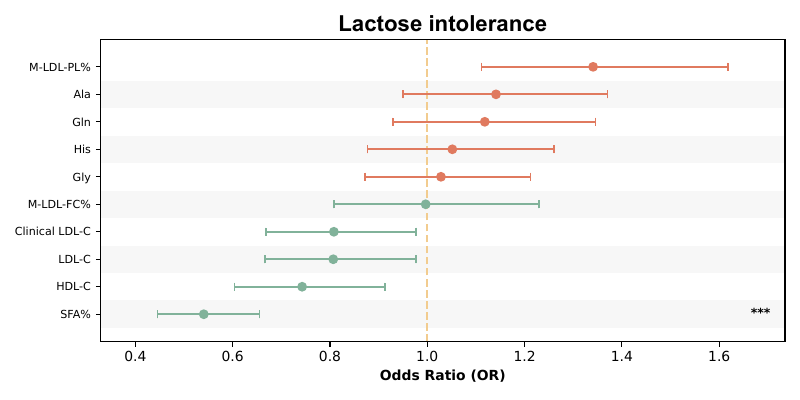 Lactose intolerance
M-LDL-PL%
Ala
Gln
His
Gly
M-LDL-FC%
Clinical LDL-C
LDL-C
HDL-C
SFA%
***
0.4 0.6 0.8 1.0 1.2 1.4 1.6
Odds Ratio (OR)